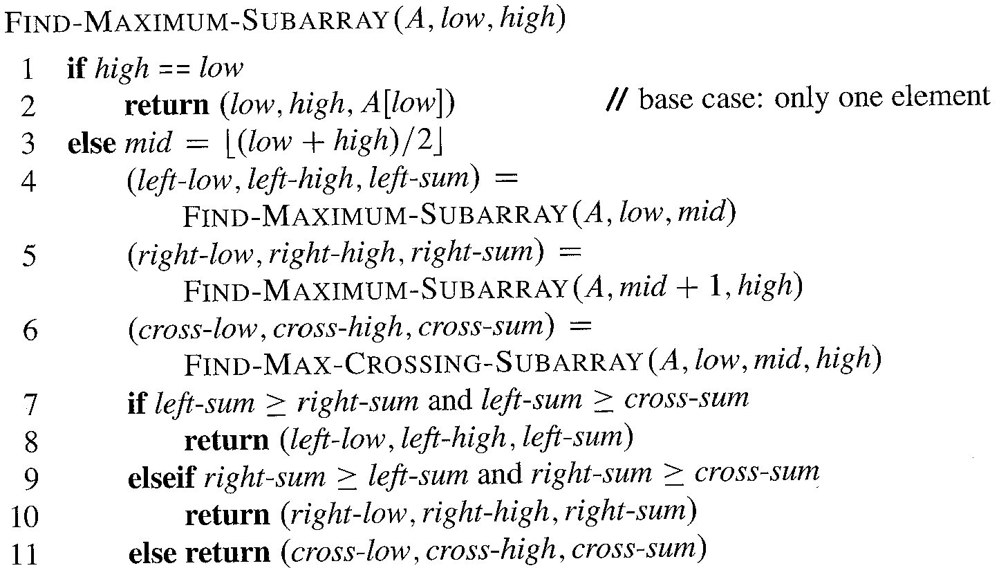 FIND-MAXIMUM-SUBARRAY(A, low, high)
1 if high == low
2 return (low, high, A[low]) // base case: only one element
3 else mid = ⌊(low + high)/2⌋
4 (left-low, left-high, left-sum) =
FIND-MAXIMUM-SUBARRAY(A, low, mid)
5 (right-low, right-high, right-sum) =
FIND-MAXIMUM-SUBARRAY(A, mid + 1, high)
6 (cross-low, cross-high, cross-sum) =
FIND-MAX-CROSSING-SUBARRAY(A, low, mid, high)
7 if left-sum ≥ right-sum and left-sum ≥ cross-sum
8 return (left-low, left-high, left-sum)
9 elseif right-sum ≥ left-sum and right-sum ≥ cross-sum
10 return (right-low, right-high, right-sum)
11 else return (cross-low, cross-high, cross-sum)